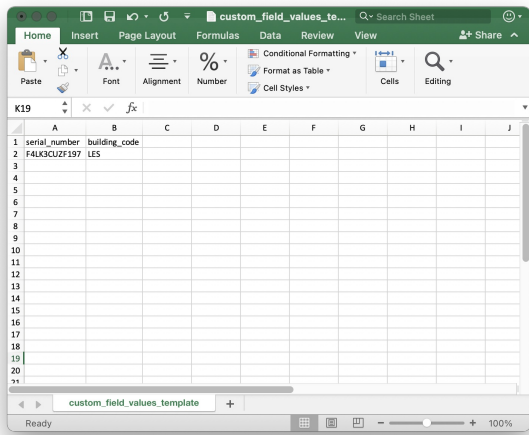 custom_field_values_te...
Search Sheet
Home Insert Page Layout Formulas Data Review View Share
Paste
Font
Alignment
Number
Conditional Formatting
Format as Table
Cell Styles
Cells
Editing
K19 fx
A B C D E F G H I J
1 serial_number building_code
2 F4LK3CUZF197 LES
3
4
5
6
7
8
9
10
11
12
13
14
15
16
17
18
19
20
21
custom_field_values_template +
Ready 100%